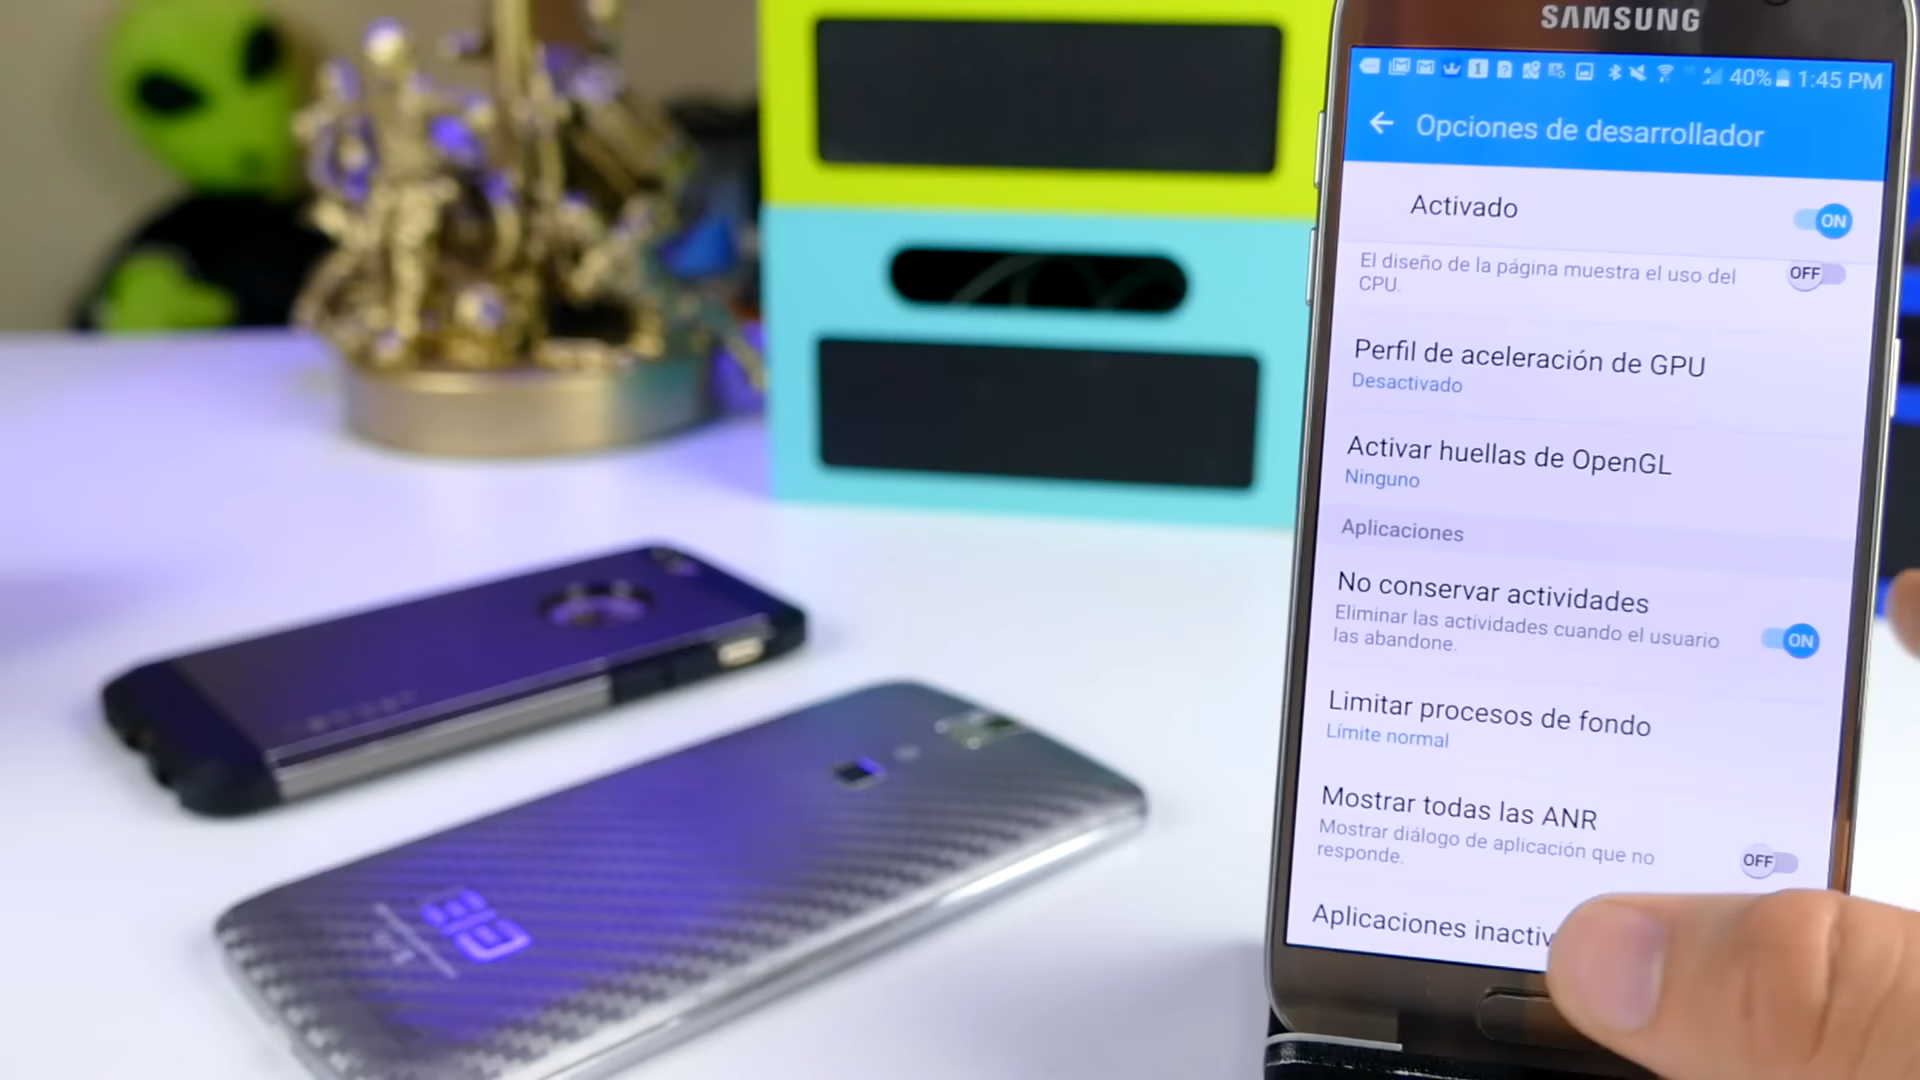 SAMSUNG
40% 1:45 PM
Opciones de desarrollador
Activado
ON
El diseño de la página muestra el uso del
CPU.
OFF
Perfil de aceleración de GPU
Desactivado
Activar huellas de OpenGL
Ninguno
Aplicaciones
No conservar actividades
Eliminar las actividades cuando el usuario
las abandone.
ON
Limitar procesos de fondo
Límite normal
Mostrar todas las ANR
Mostrar diálogo de aplicación que no
responde.
OFF
Aplicaciones inactiv